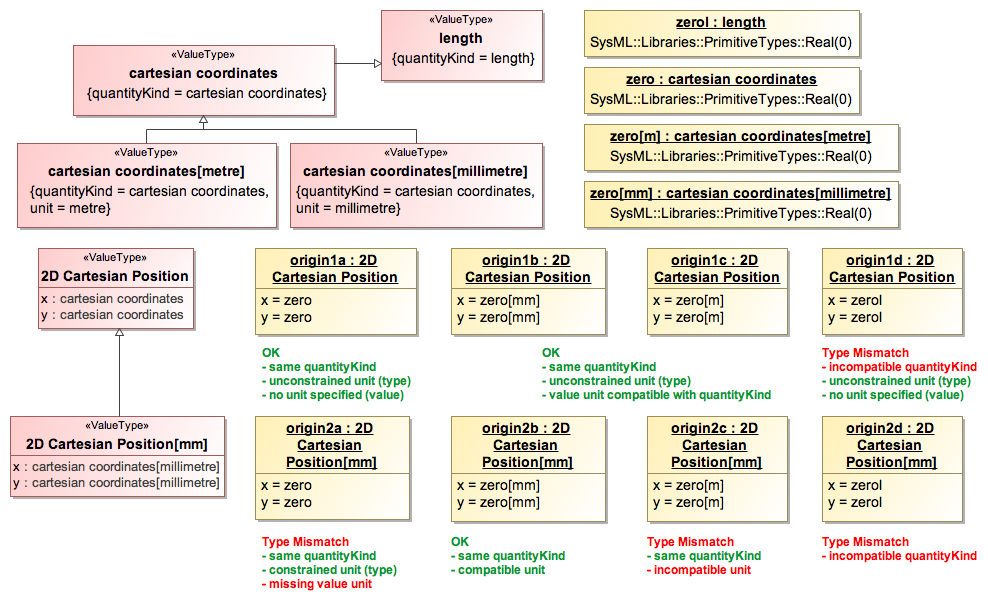 «ValueType»
length
{quantityKind = length}
«ValueType»
cartesian coordinates
{quantityKind = cartesian coordinates}
«ValueType»
cartesian coordinates[metre]
{quantityKind = cartesian coordinates,
unit = metre}
«ValueType»
cartesian coordinates[millimetre]
{quantityKind = cartesian coordinates,
unit = millimetre}
zerol : length
SysML::Libraries::PrimitiveTypes::Real(0)
zero : cartesian coordinates
SysML::Libraries::PrimitiveTypes::Real(0)
zero[m] : cartesian coordinates[metre]
SysML::Libraries::PrimitiveTypes::Real(0)
zero[mm] : cartesian coordinates[millimetre]
SysML::Libraries::PrimitiveTypes::Real(0)
«ValueType»
2D Cartesian Position
x : cartesian coordinates
y : cartesian coordinates
origin1a : 2D
Cartesian Position
x = zero
y = zero
OK
- same quantityKind
- unconstrained unit (type)
- no unit specified (value)
origin1b : 2D
Cartesian Position
x = zero[mm]
y = zero[mm]
origin1c : 2D
Cartesian Position
x = zero[m]
y = zero[m]
OK
- same quantityKind
- unconstrained unit (type)
- value unit compatible with quantityKind
origin1d : 2D
Cartesian Position
x = zerol
y = zerol
Type Mismatch
- incompatible quantityKind
- unconstrained unit (type)
- no unit specified (value)
«ValueType»
2D Cartesian Position[mm]
x : cartesian coordinates[millimetre]
y : cartesian coordinates[millimetre]
origin2a : 2D
Cartesian
Position[mm]
x = zero
y = zero
Type Mismatch
- same quantityKind
- constrained unit (type)
- missing value unit
origin2b : 2D
Cartesian
Position[mm]
x = zero[mm]
y = zero[mm]
OK
- same quantityKind
- compatible unit
origin2c : 2D
Cartesian
Position[mm]
x = zero[m]
y = zero[m]
Type Mismatch
- same quantityKind
- incompatible unit
origin2d : 2D
Cartesian
Position[mm]
x = zerol
y = zerol
Type Mismatch
- incompatible quantityKind